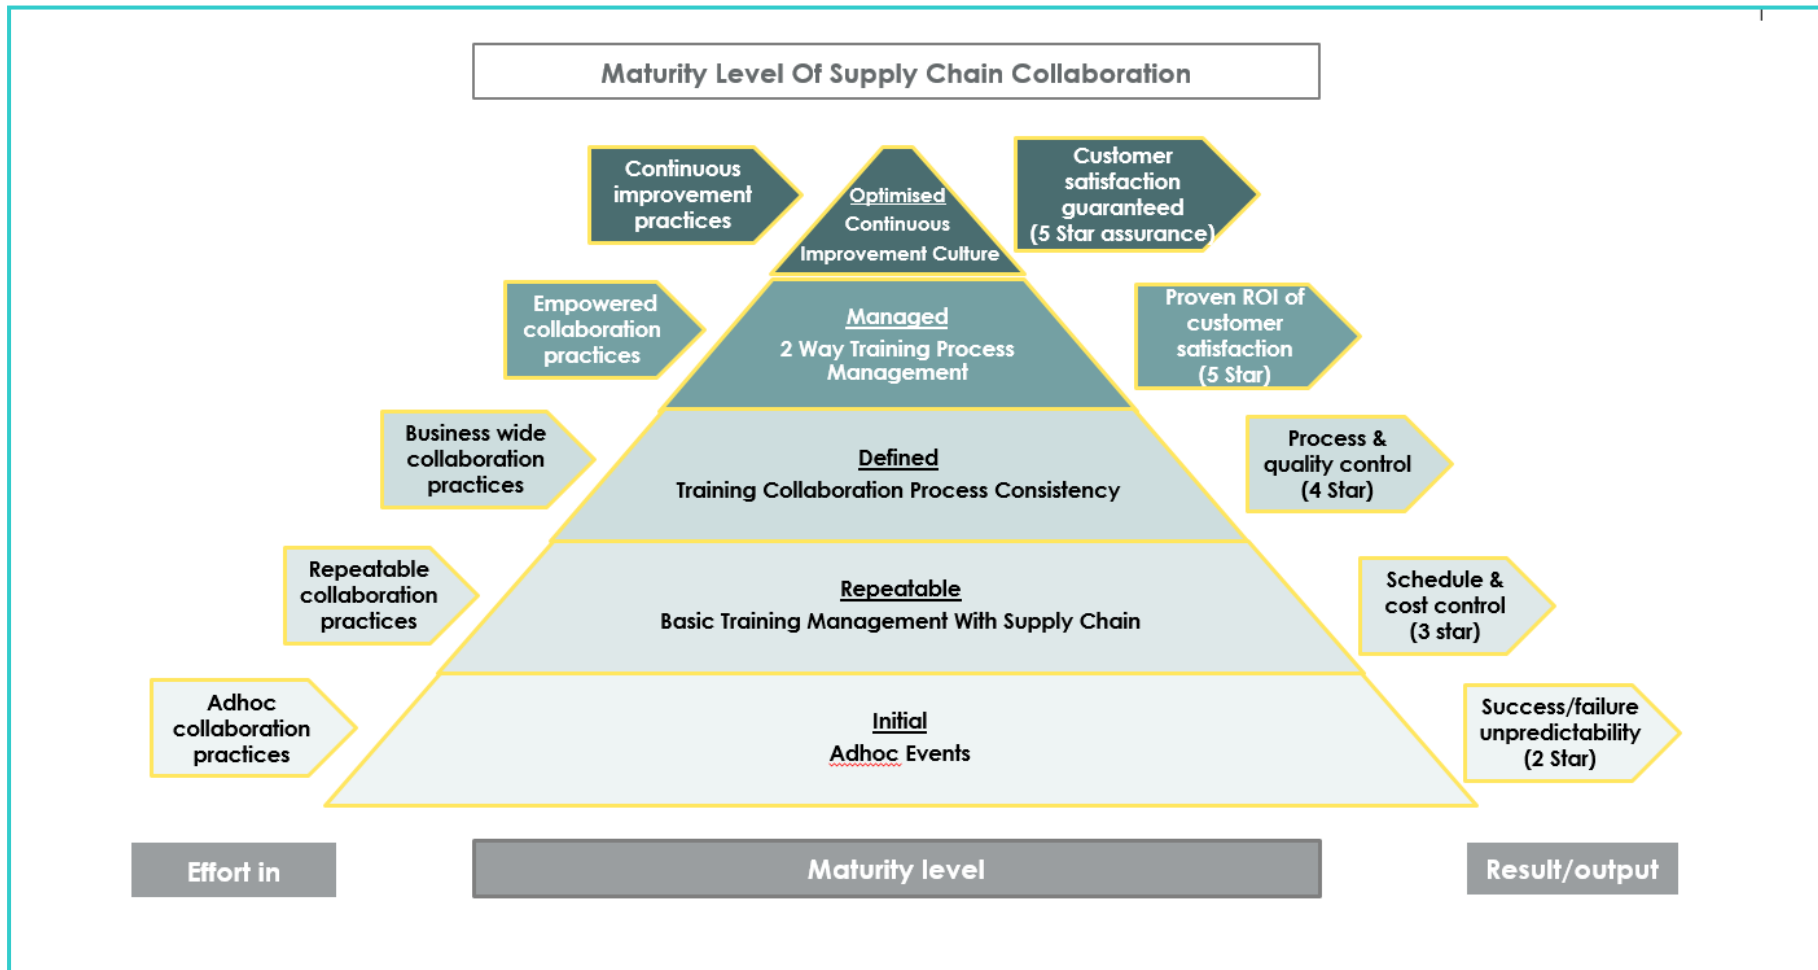 Maturity Level Of Supply Chain Collaboration
Continuous
improvement
practices
Optimised
Continuous
Improvement Culture
Customer
satisfaction
guaranteed
(5 Star assurance)
Empowered
collaboration
practices
Managed
2 Way Training Process
Management
Proven ROI of
customer
satisfaction
(5 Star)
Business wide
collaboration
practices
Defined
Training Collaboration Process Consistency
Process &
quality control
(4 Star)
Repeatable
collaboration
practices
Repeatable
Basic Training Management With Supply Chain
Schedule &
cost control
(3 star)
Adhoc
collaboration
practices
Initial
Adhoc Events
Success/failure
unpredictability
(2 Star)
Effort in
Maturity level
Result/output